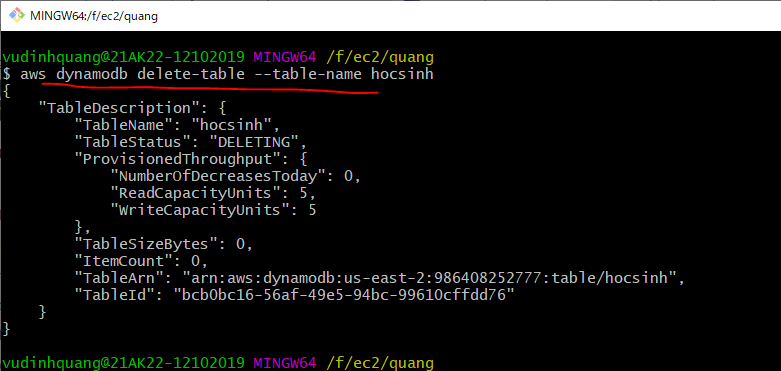 MINGW64:/f/ec2/quang
vudinhquang@21AK22-12102019 MINGW64 /f/ec2/quang
$ aws dynamodb delete-table --table-name hocsinh
{
    "TableDescription": {
        "TableName": "hocsinh",
        "TableStatus": "DELETING",
        "ProvisionedThroughput": {
            "NumberOfDecreasesToday": 0,
            "ReadCapacityUnits": 5,
            "WriteCapacityUnits": 5
        },
        "TableSizeBytes": 0,
        "ItemCount": 0,
        "TableArn": "arn:aws:dynamodb:us-east-2:986408252777:table/hocsinh",
        "TableId": "bcb0bc16-56af-49e5-94bc-99610cffdd76"
    }
}
vudinhquang@21AK22-12102019 MINGW64 /f/ec2/quang